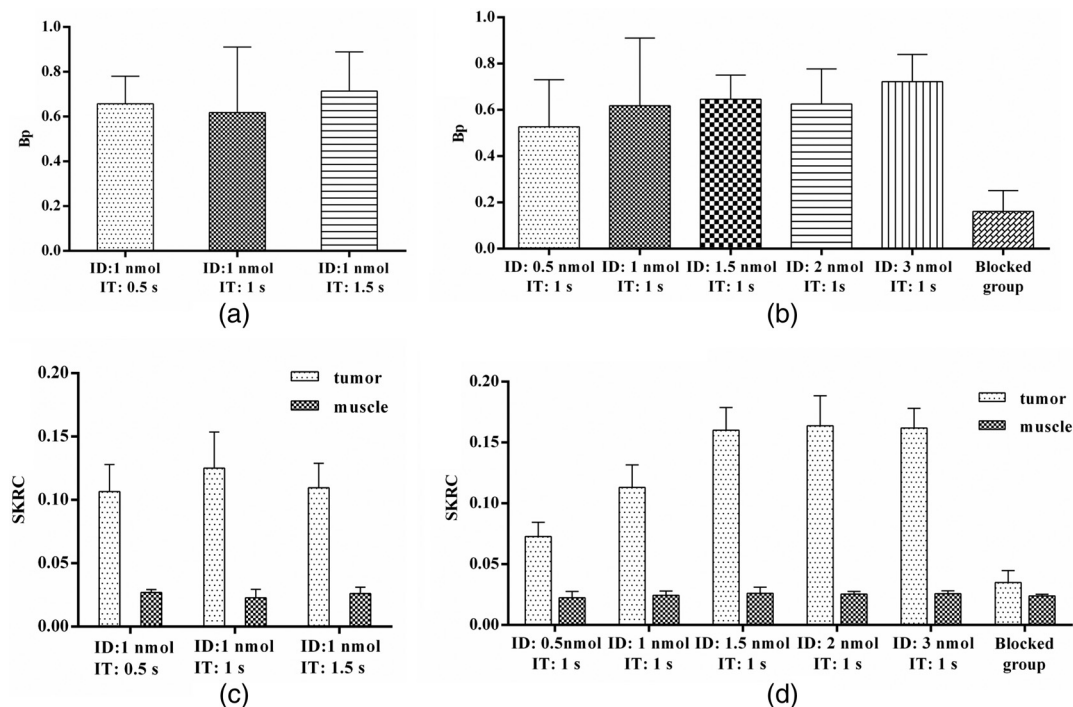 1.0
0.8
0.6
0.4
0.2
0.0
Bp
ID:1 nmol ID:1 nmol ID:1 nmol
IT: 0.5 s IT: 1 s IT: 1.5 s
(a)
1.0
0.8
0.6
0.4
0.2
0.0
Bp
ID: 0.5 nmol ID: 1 nmol ID: 1.5 nmol ID: 2 nmol ID: 3 nmol Blocked
IT: 1 s IT: 1 s IT: 1 s IT: 1s IT: 1 s group
(b)
0.20
0.15
0.10
0.05
0.00
SKRC
tumor
muscle
ID:1 nmol ID:1 nmol ID:1 nmol
IT: 0.5 s IT: 1 s IT: 1.5 s
(c)
0.20
0.15
0.10
0.05
0.00
SKRC
tumor
muscle
ID: 0.5nmol ID: 1 nmol ID: 1.5 nmol ID: 2 nmol ID: 3 nmol Blocked
IT: 1 s IT: 1 s IT: 1 s IT: 1 s IT: 1 s group
(d)